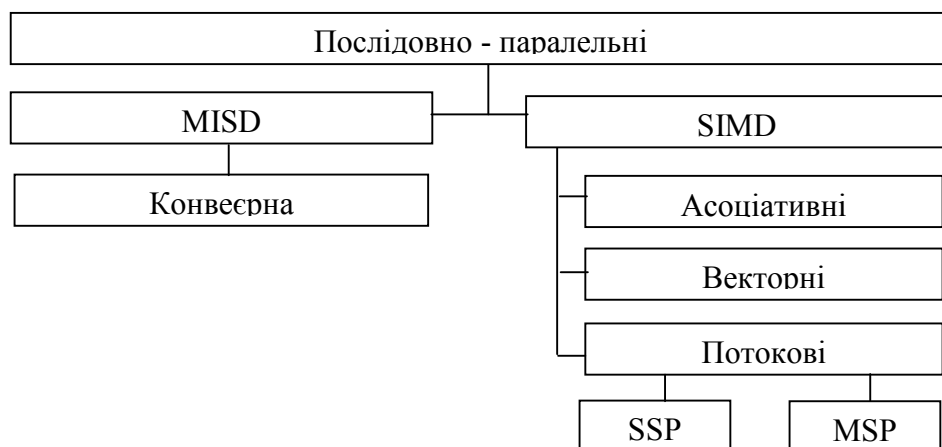 Послідовно - паралельні
MISD
SIMD
Конвеєрна
Асоціативні
Векторні
Потокові
SSP
MSP